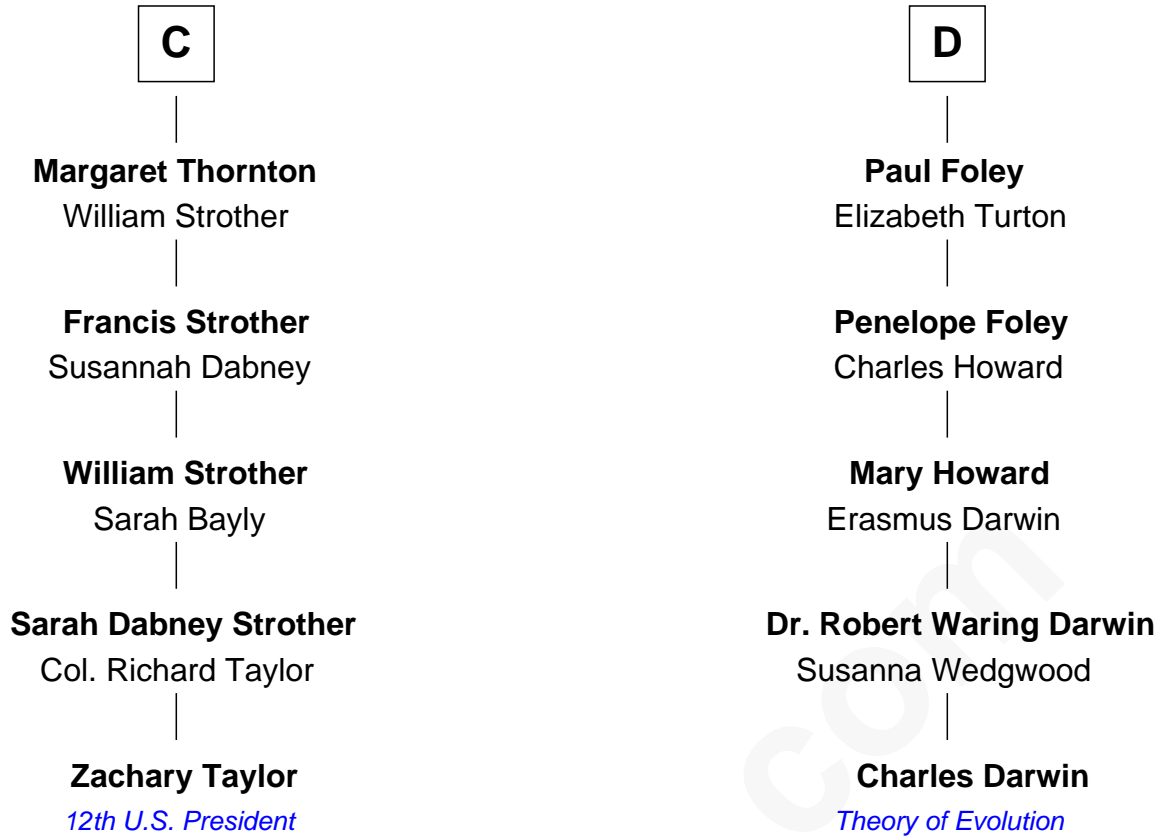 C
Margaret Thornton
William Strother
Francis Strother
Susannah Dabney
William Strother
Sarah Bayly
Sarah Dabney Strother
Col. Richard Taylor
Zachary Taylor
12th U.S. President
D
Paul Foley
Elizabeth Turton
Penelope Foley
Charles Howard
Mary Howard
Erasmus Darwin
Dr. Robert Waring Darwin
Susanna Wedgwood
Charles Darwin
Theory of Evolution
com